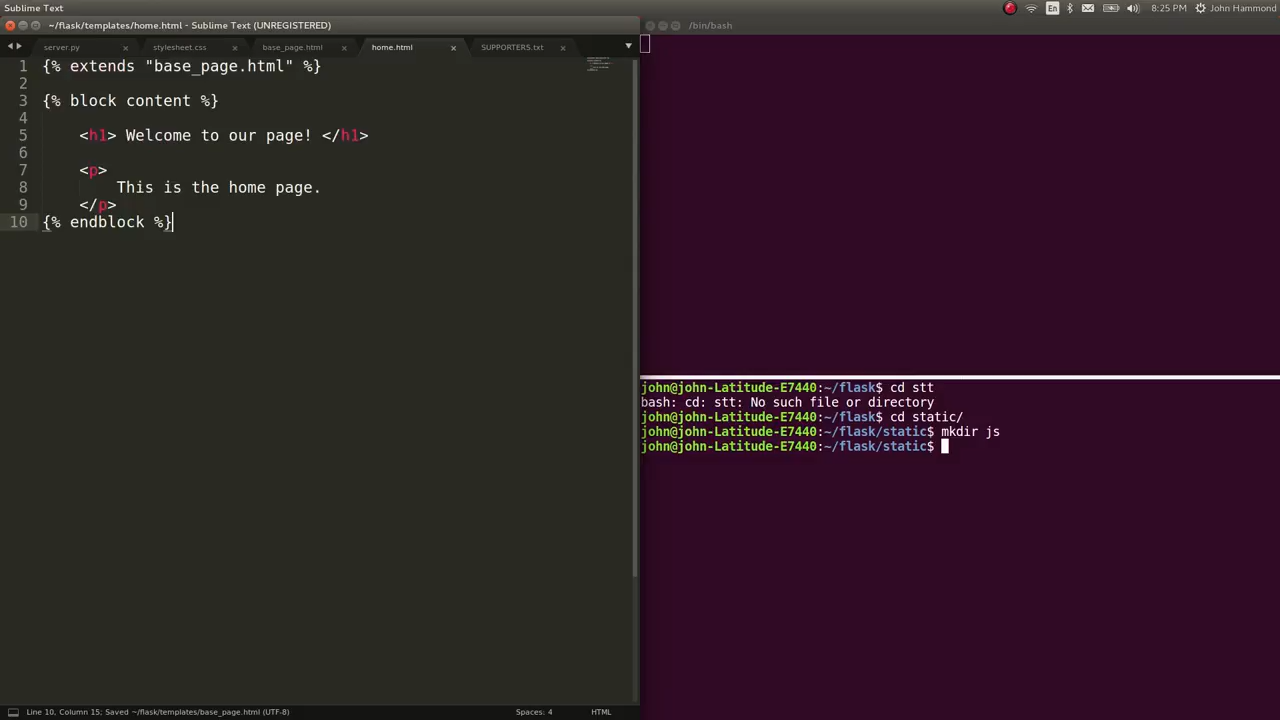 Sublime Text
En
8:25 PM
John Hammond
~/flask/templates/home.html - Sublime Text (UNREGISTERED)
/bin/bash
server.py
stylesheet.css
base_page.html
home.html
SUPPORTERS.txt
1 {% extends "base_page.html" %}
2
3 {% block content %}
4
5 <h1> Welcome to our page! </h1>
6
7 <p>
8 This is the home page.
9 </p>
10 {% endblock %}
john@john-Latitude-E7440:~/flask$ cd stt
bash: cd: stt: No such file or directory
john@john-Latitude-E7440:~/flask$ cd static/
john@john-Latitude-E7440:~/flask/static$ mkdir js
john@john-Latitude-E7440:~/flask/static$
Line 10, Column 15; Saved ~/flask/templates/base_page.html (UTF-8)
Spaces: 4
HTML